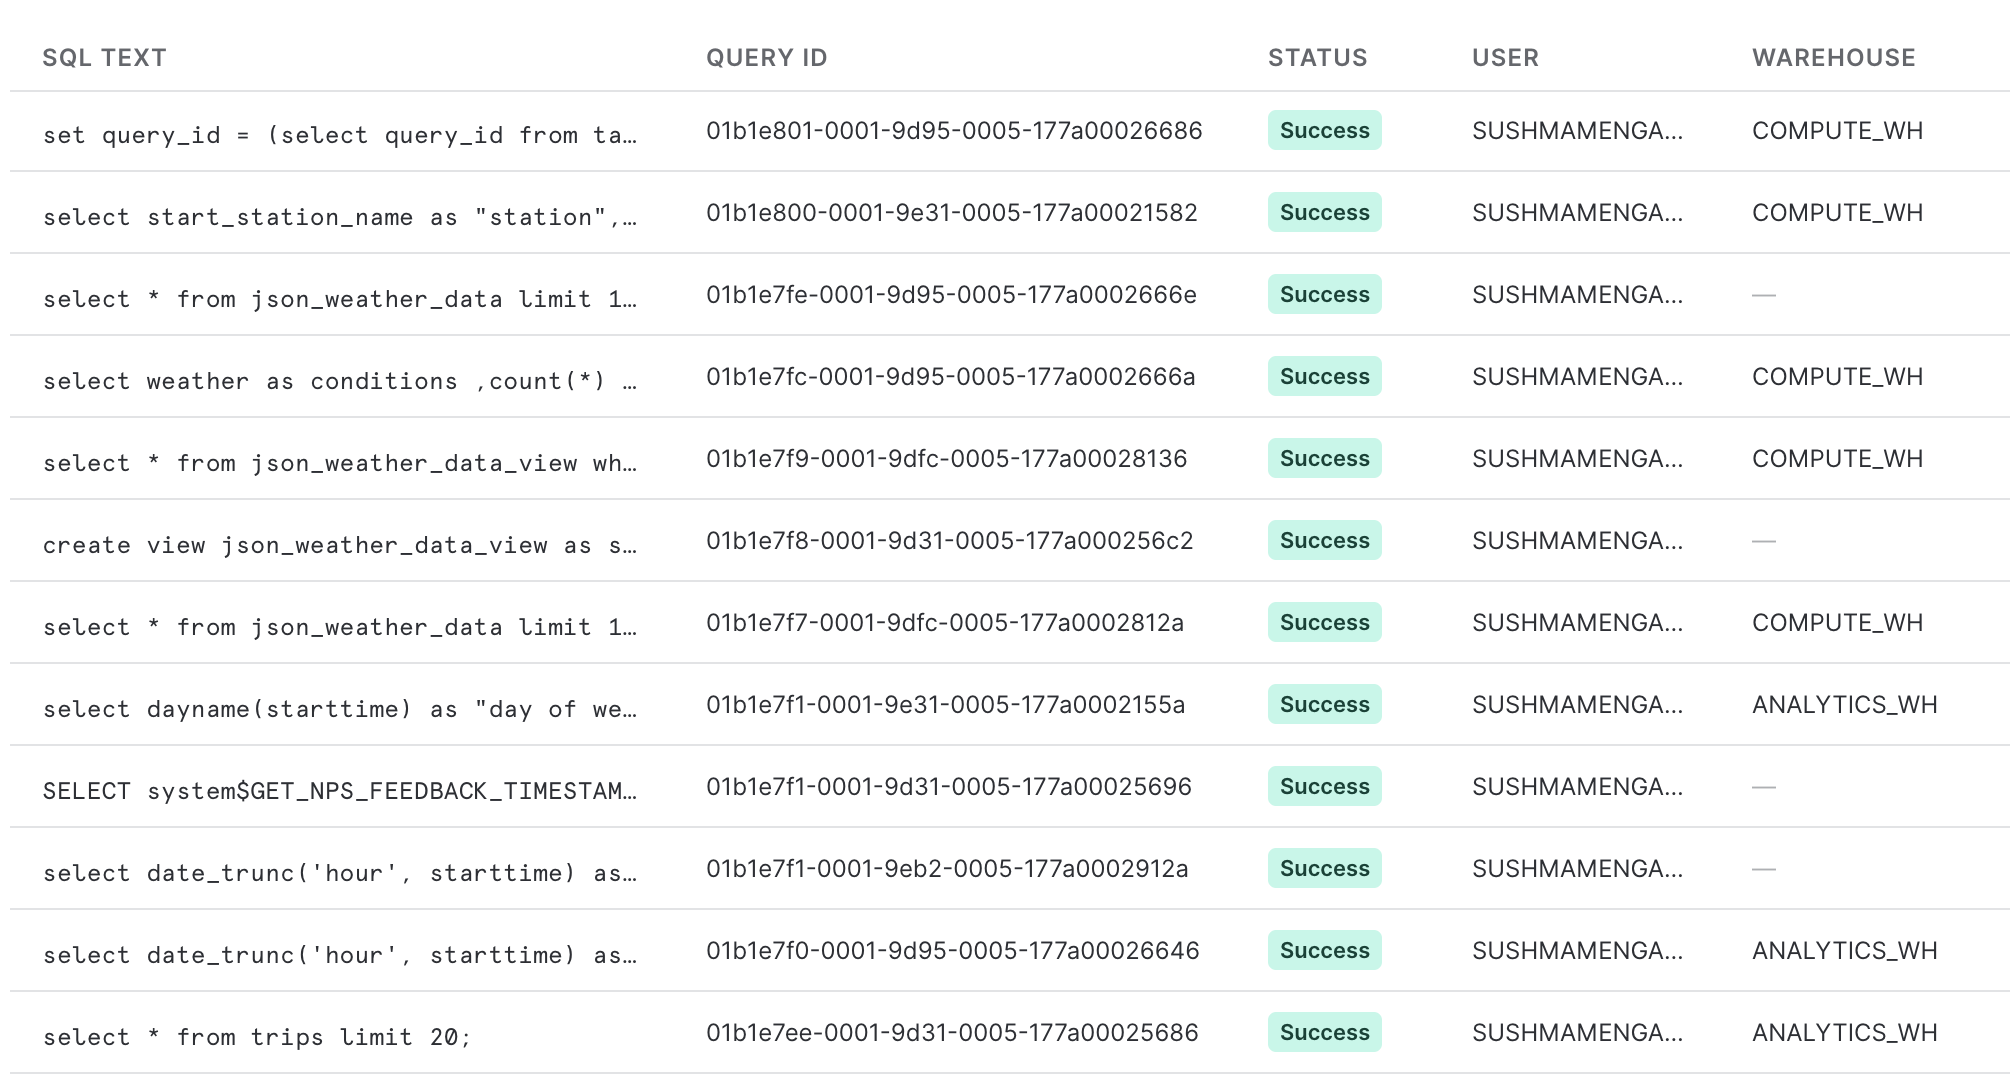 SQL TEXT QUERY ID STATUS USER WAREHOUSE
set query_id = (select query_id from ta… 01b1e801-0001-9d95-0005-177a00026686 Success SUSHMAMENGA... COMPUTE_WH
select start_station_name as "station",… 01b1e800-0001-9e31-0005-177a00021582 Success SUSHMAMENGA... COMPUTE_WH
select * from json_weather_data limit 1… 01b1e7fe-0001-9d95-0005-177a0002666e Success SUSHMAMENGA... —
select weather as conditions ,count(*) … 01b1e7fc-0001-9d95-0005-177a0002666a Success SUSHMAMENGA... COMPUTE_WH
select * from json_weather_data_view wh… 01b1e7f9-0001-9dfc-0005-177a00028136 Success SUSHMAMENGA... COMPUTE_WH
create view json_weather_data_view as s… 01b1e7f8-0001-9d31-0005-177a000256c2 Success SUSHMAMENGA... —
select * from json_weather_data limit 1… 01b1e7f7-0001-9dfc-0005-177a0002812a Success SUSHMAMENGA... COMPUTE_WH
select dayname(starttime) as "day of we… 01b1e7f1-0001-9e31-0005-177a0002155a Success SUSHMAMENGA... ANALYTICS_WH
SELECT system$GET_NPS_FEEDBACK_TIMESTAM… 01b1e7f1-0001-9d31-0005-177a00025696 Success SUSHMAMENGA... —
select date_trunc('hour', starttime) as… 01b1e7f1-0001-9eb2-0005-177a0002912a Success SUSHMAMENGA... —
select date_trunc('hour', starttime) as… 01b1e7f0-0001-9d95-0005-177a00026646 Success SUSHMAMENGA... ANALYTICS_WH
select * from trips limit 20; 01b1e7ee-0001-9d31-0005-177a00025686 Success SUSHMAMENGA... ANALYTICS_WH